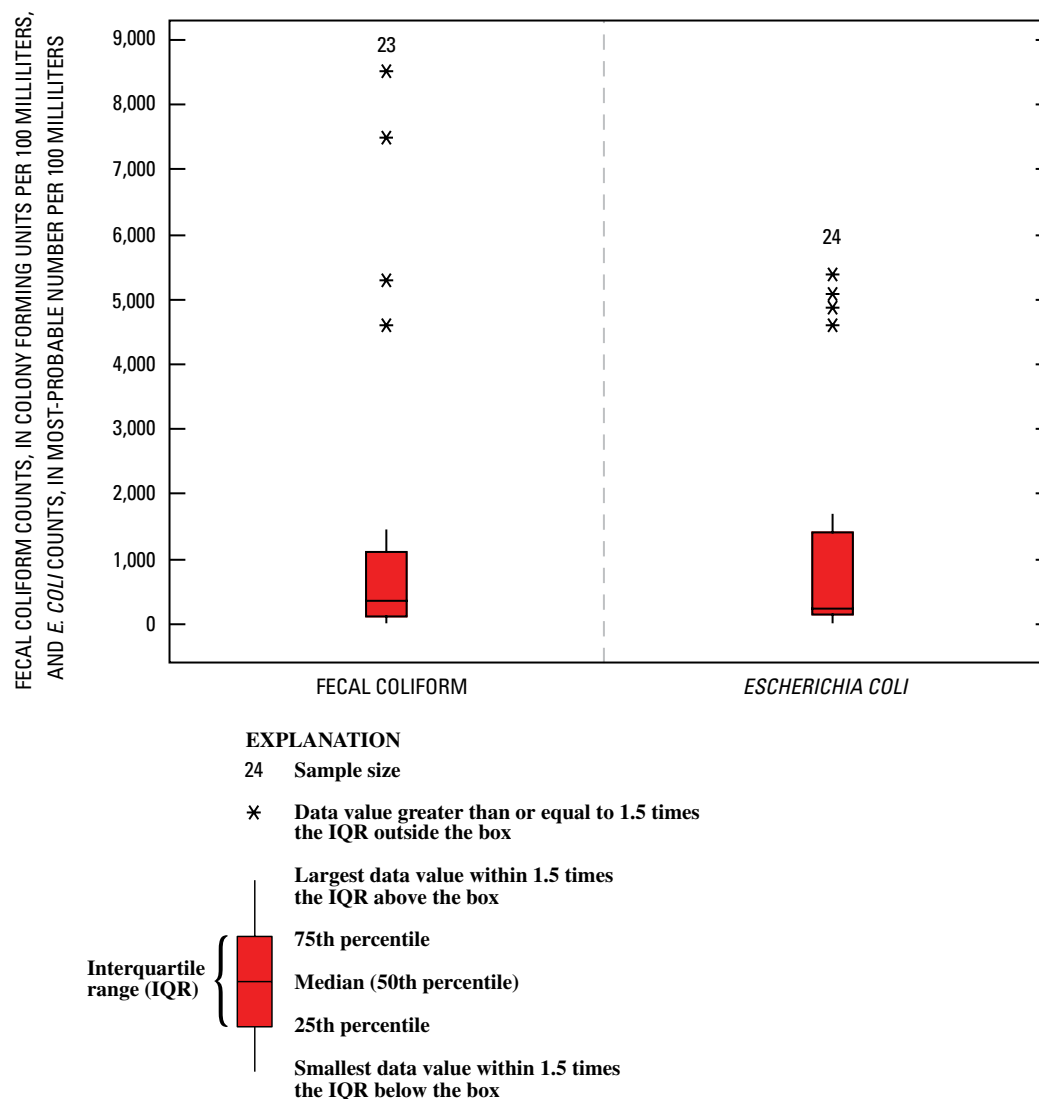 FECAL COLIFORM COUNTS, IN COLONY FORMING UNITS PER 100 MILLILITERS,
AND E. COLI COUNTS, IN MOST-PROBABLE NUMBER PER 100 MILLILITERS
9,000
8,000
7,000
6,000
5,000
4,000
3,000
2,000
1,000
0
23
24
FECAL COLIFORM
ESCHERICHIA COLI
EXPLANATION
24 Sample size
* Data value greater than or equal to 1.5 times
the IQR outside the box
Largest data value within 1.5 times
the IQR above the box
75th percentile
Interquartile
range (IQR)
Median (50th percentile)
25th percentile
Smallest data value within 1.5 times
the IQR below the box